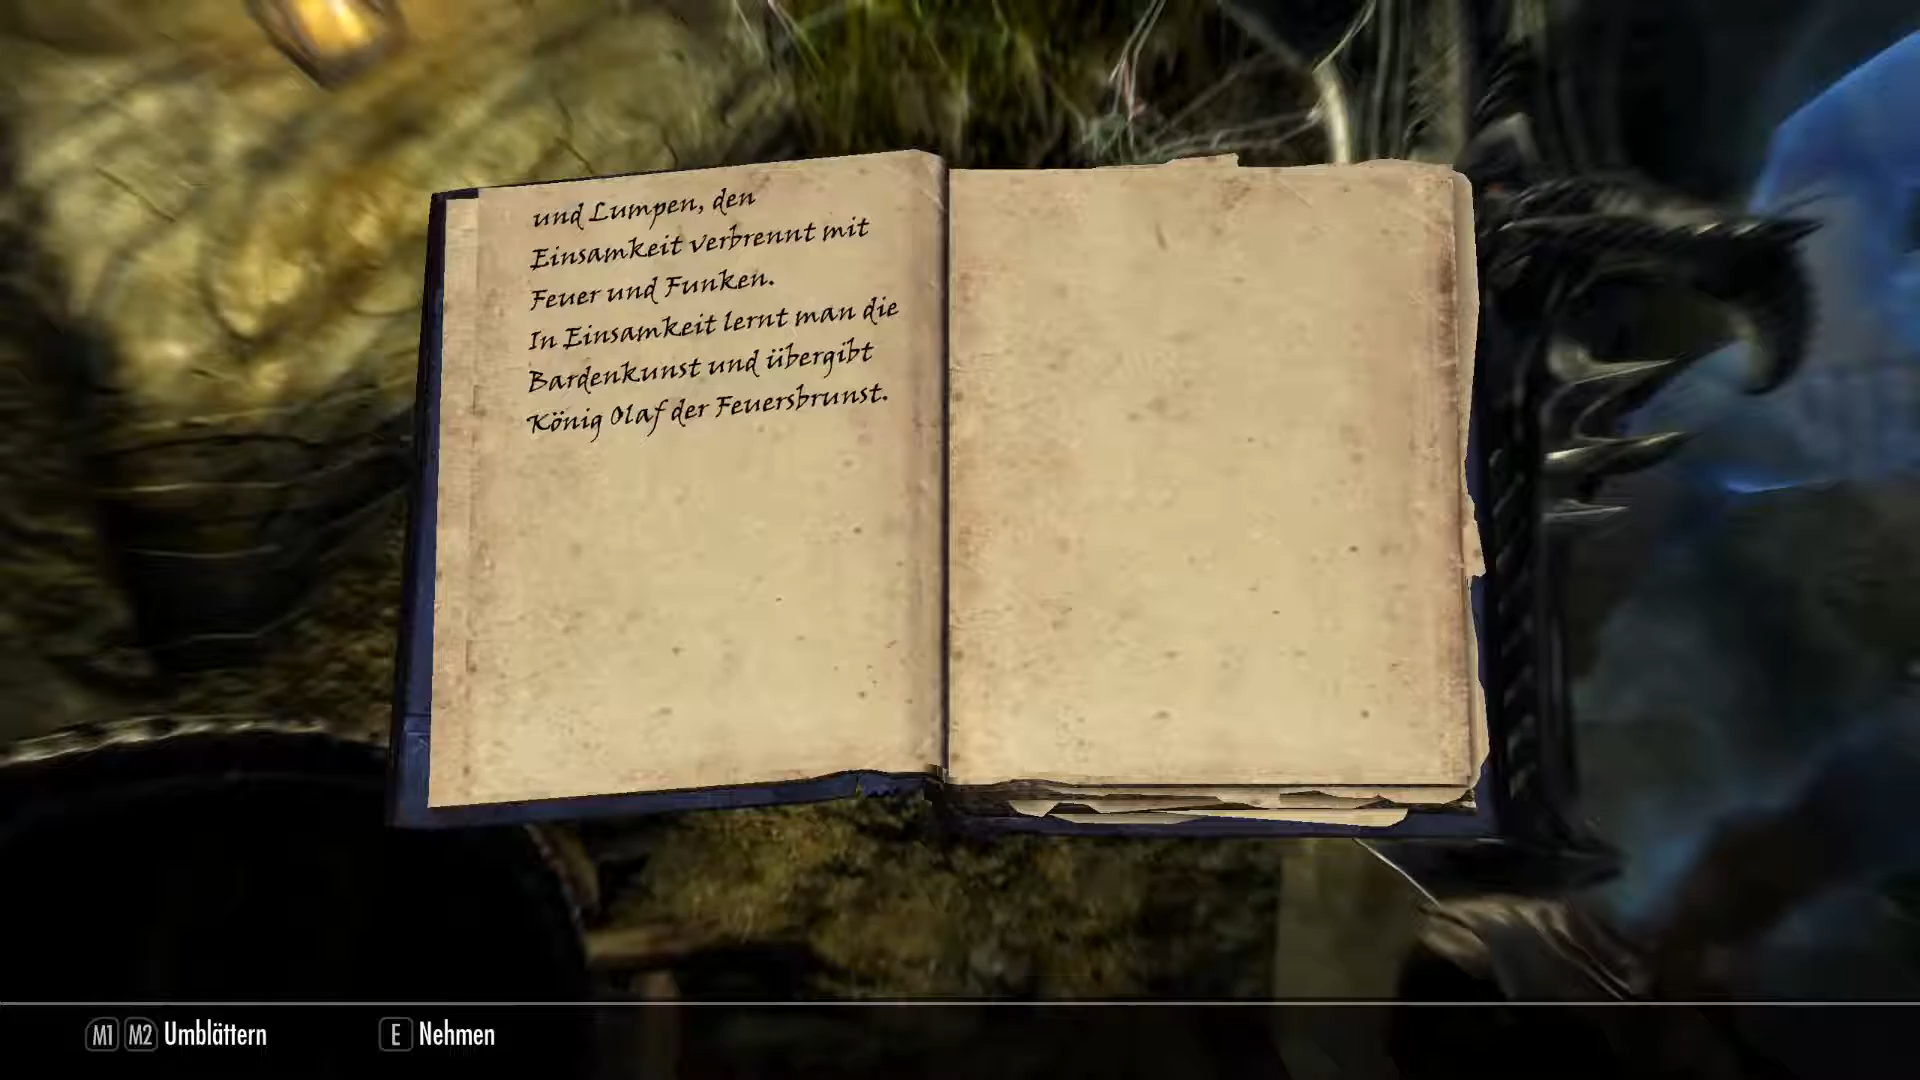 und Lumpen, den
Einsamkeit verbrennt mit
Feuer und Funken.
In Einsamkeit lernt man die
Bardenkunst und übergibt
König Olaf der Feuersbrunst.
M1 M2 Umblättern E Nehmen